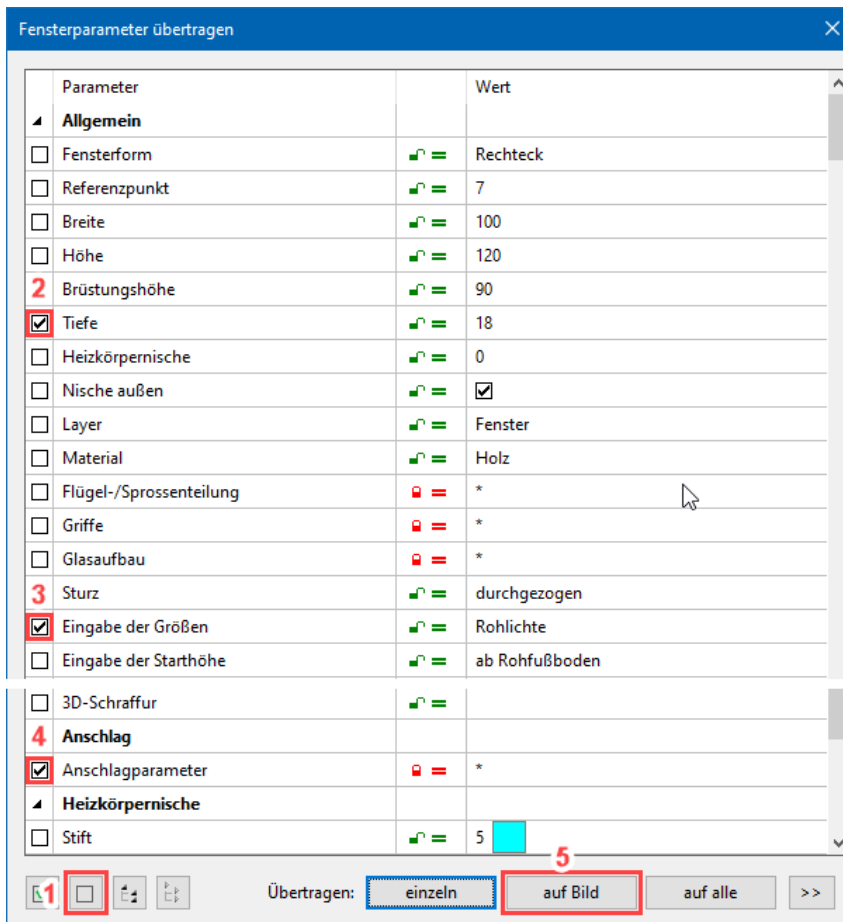 Fensterparameter übertragen
Parameter Wert
Allgemein
Fensterform Rechteck
Referenzpunkt 7
Breite 100
Höhe 120
2 Brüstungshöhe 90
Tiefe 18
Heizkörpernische 0
Nische außen
Layer Fenster
Material Holz
Flügel-/Sprossenteilung *
Griffe *
Glasaufbau *
3 Sturz durchgezogen
Eingabe der Größen Rohlichte
Eingabe der Starthöhe ab Rohfußboden
3D-Schraffur
4 Anschlag
Anschlagparameter *
Heizkörpernische
Stift 5
5
1 Übertragen: einzeln auf Bild auf alle >>